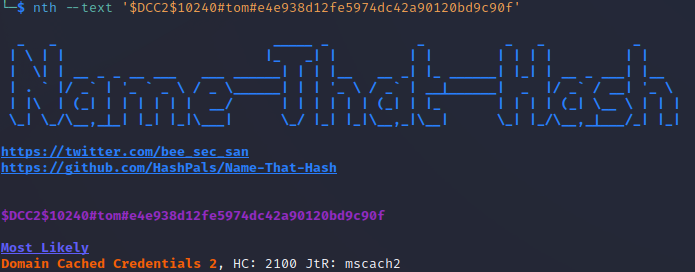 └─$ nth --text '$DCC2$10240#tom#e4e938d12fe5974dc42a90120bd9c90f'
Name-That-Hash
https://twitter.com/bee_sec_san
https://github.com/HashPals/Name-That-Hash
$DCC2$10240#tom#e4e938d12fe5974dc42a90120bd9c90f
Most Likely
Domain Cached Credentials 2, HC: 2100 JtR: mscach2